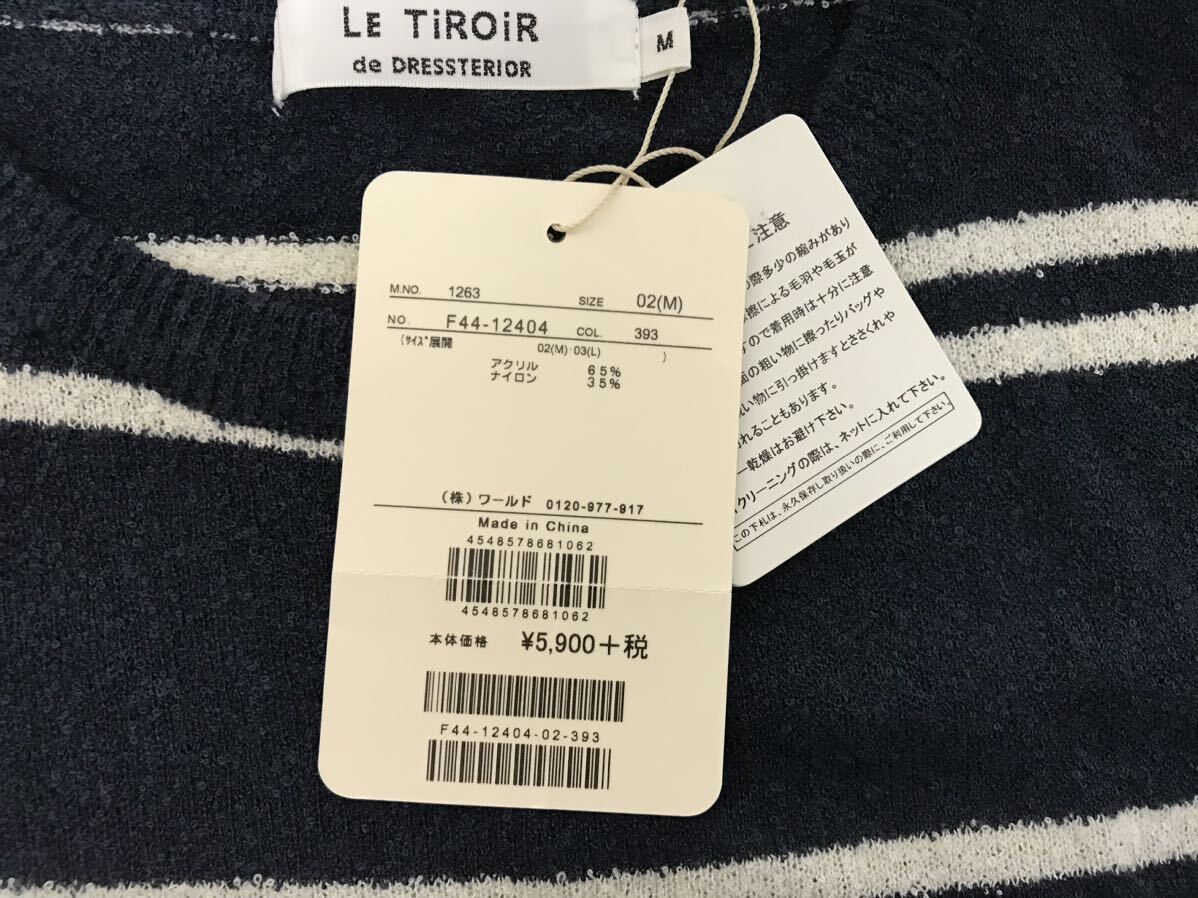 LE TiROiR
de DRESSTERIOR
M
M.NO. 1263 SIZE 02(M)
NO. F44-12404 COL. 393
(サイズ展開 02(M)·03(L) )
アクリル 65%
ナイロン 35%
(株)ワールド 0120-977-917
Made in China
4548578681062
4548578681062
本体価格 ¥5,900+税
F44-12404-02-393
注意
際多少の縮みがあり
擦による毛羽や毛玉が
ので着用時は十分に注意
面の粗い物に擦ったりバッグや
い物に引っ掛けますとささくれや
れることもあります。
ー乾燥はお避け下さい。
クリーニングの際は、ネットに入れて下さい。
この下札は、永久保存し取り扱いの際に、ご利用して下さい。